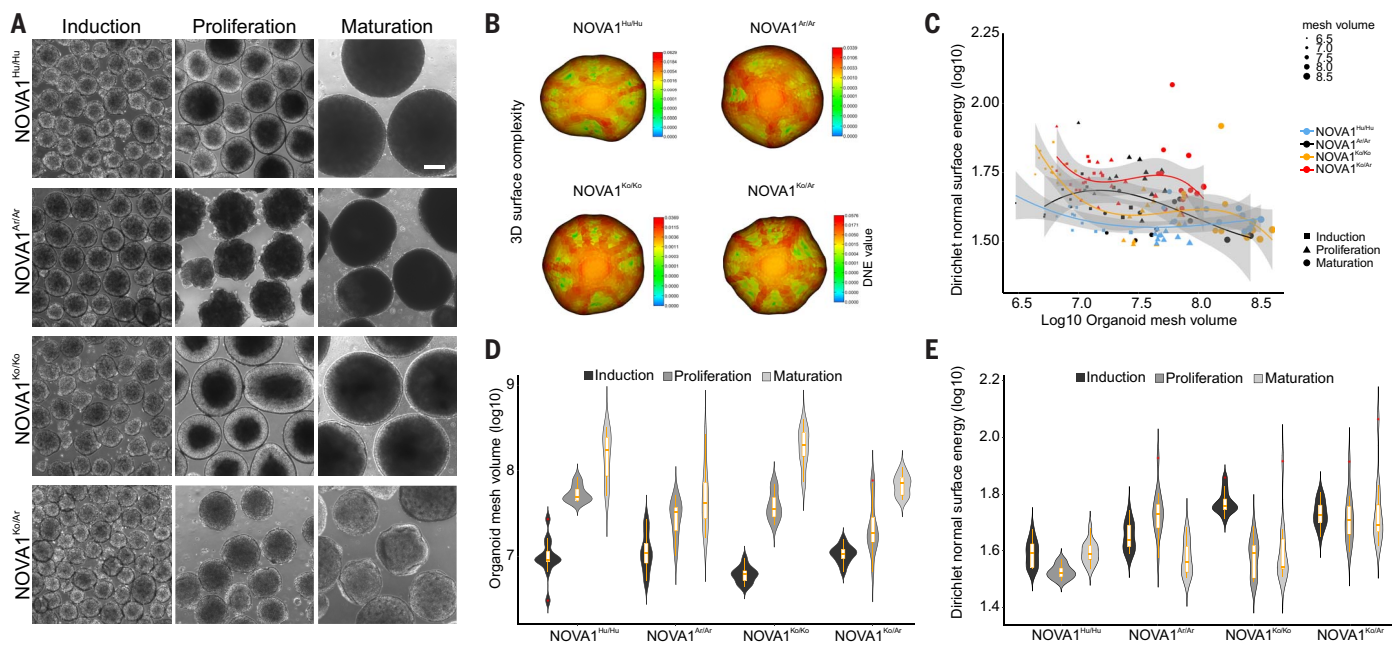 A
Induction
Proliferation
Maturation
NOVA1Hu/Hu
NOVA1Ar/Ar
NOVA1Ko/Ko
NOVA1Ko/Ar
B
3D surface complexity
NOVA1Hu/Hu
NOVA1Ar/Ar
NOVA1Ko/Ko
NOVA1Ko/Ar
DNE value
C
Dirichlet normal surface energy (log10)
2.25
2.00
1.75
1.50
6.5
7.0
7.5
8.0
8.5
Log10 Organoid mesh volume
mesh volume
6.5
7.0
7.5
8.0
8.5
NOVA1Hu/Hu
NOVA1Ar/Ar
NOVA1Ko/Ko
NOVA1Ko/Ar
Induction
Proliferation
Maturation
D
Organoid mesh volume (log10)
9
8
7
Induction
Proliferation
Maturation
NOVA1Hu/Hu
NOVA1Ar/Ar
NOVA1Ko/Ko
NOVA1Ko/Ar
E
Dirichlet normal surface energy (log10)
2.2
2.0
1.8
1.6
1.4
Induction
Proliferation
Maturation
NOVA1Hu/Hu
NOVA1Ar/Ar
NOVA1Ko/Ko
NOVA1Ko/Ar